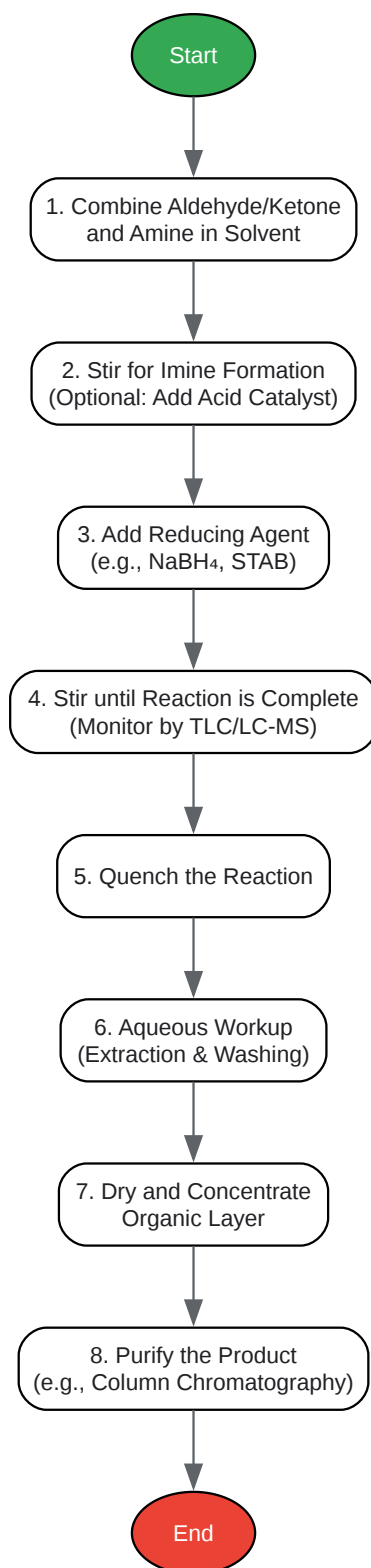 Start
1. Combine Aldehyde/Ketone
and Amine in Solvent
2. Stir for Imine Formation
(Optional: Add Acid Catalyst)
3. Add Reducing Agent
(e.g., NaBH₄, STAB)
4. Stir until Reaction is Complete
(Monitor by TLC/LC-MS)
5. Quench the Reaction
6. Aqueous Workup
(Extraction & Washing)
7. Dry and Concentrate
Organic Layer
8. Purify the Product
(e.g., Column Chromatography)
End